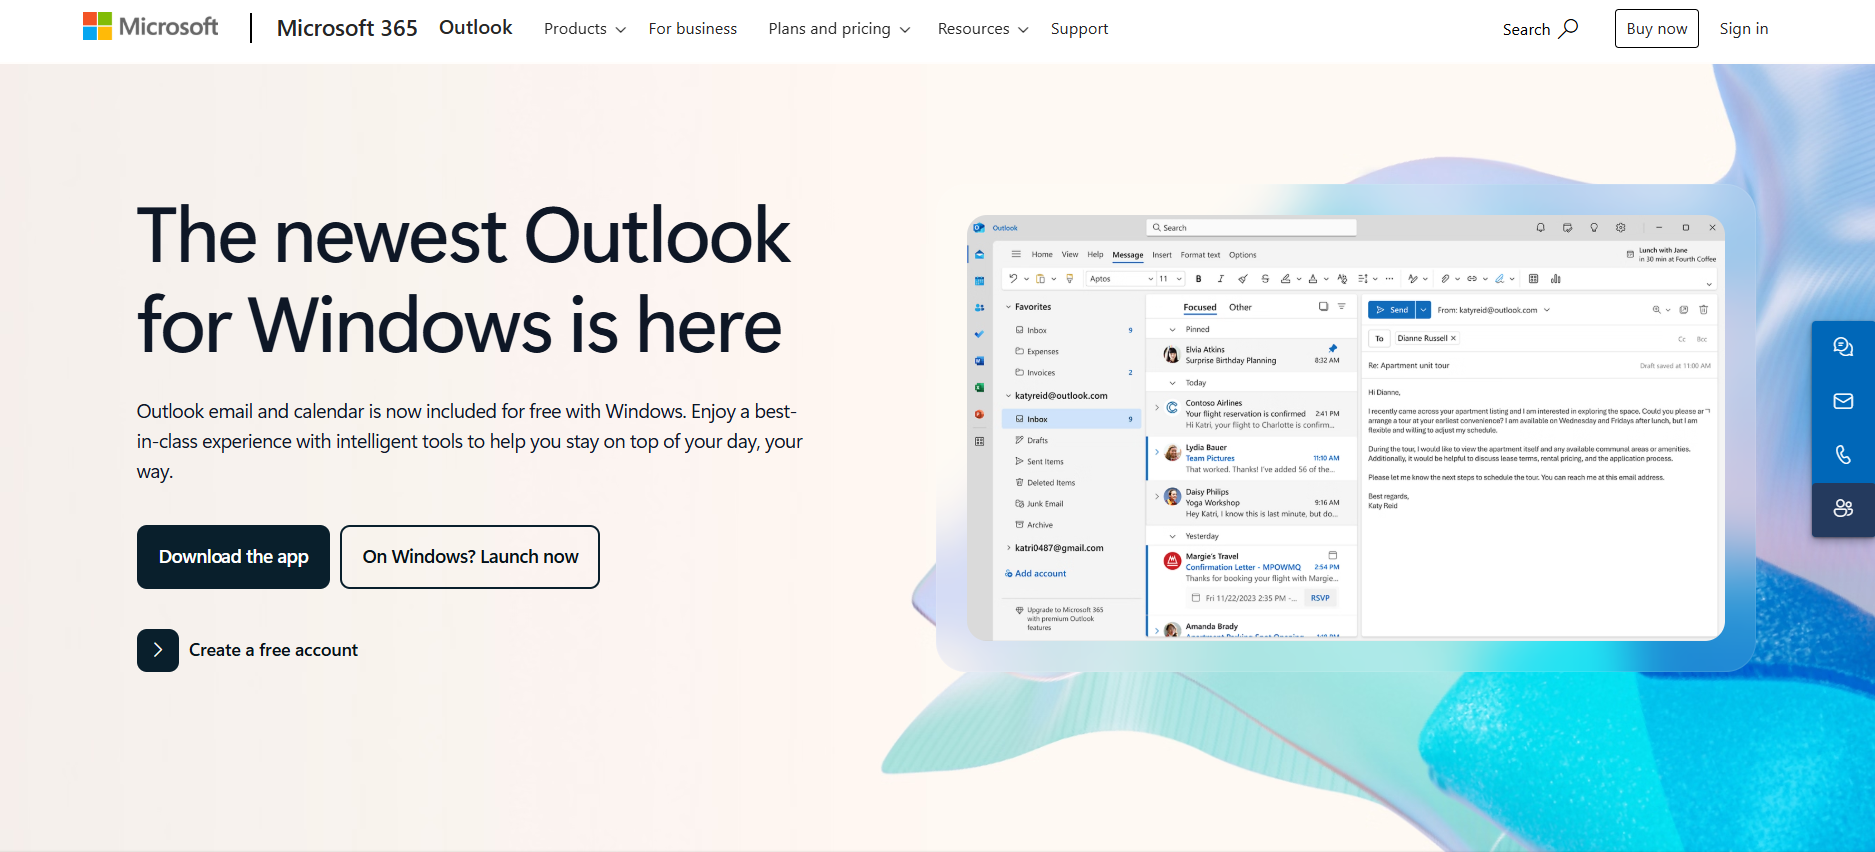 Microsoft
Microsoft 365
Outlook
Products
For business
Plans and pricing
Resources
Support
Search
Buy now
Sign in
The newest Outlook
for Windows is here
Outlook email and calendar is now included for free with Windows. Enjoy a best-
in-class experience with intelligent tools to help you stay on top of your day, your
way.
Download the app
On Windows? Launch now
Create a free account
Outlook
Search
Home View Help Message Insert Format text Options
Lunch with Jane
in 30 min at Fourth Coffee
Aptos 11 B I
Favorites
Inbox 9
Expenses
Invoices 2
katyreid@outlook.com
Inbox 9
Drafts
Sent Items
Deleted Items
Junk Email
Archive
katri0487@gmail.com
Add account
Upgrade to Microsoft 365
with premium Outlook
features
Focused Other
Pinned
Elvia Atkins
Surprise Birthday Planning 8:32 AM
Today
Contoso Airlines
Your flight reservation is confirmed 2:41 PM
Hi Katri, your flight to Charlotte is confirm...
Lydia Bauer
Team Pictures 11:10 AM
That worked. Thanks! I've added 56 of the...
Daisy Philips
Yoga Workshop 9:16 AM
Hey Katri, I know this is last minute, but do...
Yesterday
Margie's Travel
Confirmation Letter - MPOWMQ 2:54 PM
Thanks for booking your flight with Margie...
Fri 11/22/2023 2:35 PM -... RSVP
Amanda Brady
Send From: katyreid@outlook.com
To Dianne Russell Cc Bcc
Re: Apartment unit tour Draft saved at 11:00 AM
Hi Dianne,
I recently came across your apartment listing and I am interested in exploring the space. Could you please ar
arrange a tour at your earliest convenience? I am available on Wednesday and Fridays after lunch, but I am
flexible and willing to adjust my schedule.
During the tour, I would like to view the apartment itself and any available communal areas or amenities.
Additionally, it would be helpful to discuss lease terms, rental pricing, and the application process.
Please let me know the next steps to schedule the tour. You can reach me at this email address.
Best regards,
Katy Reid